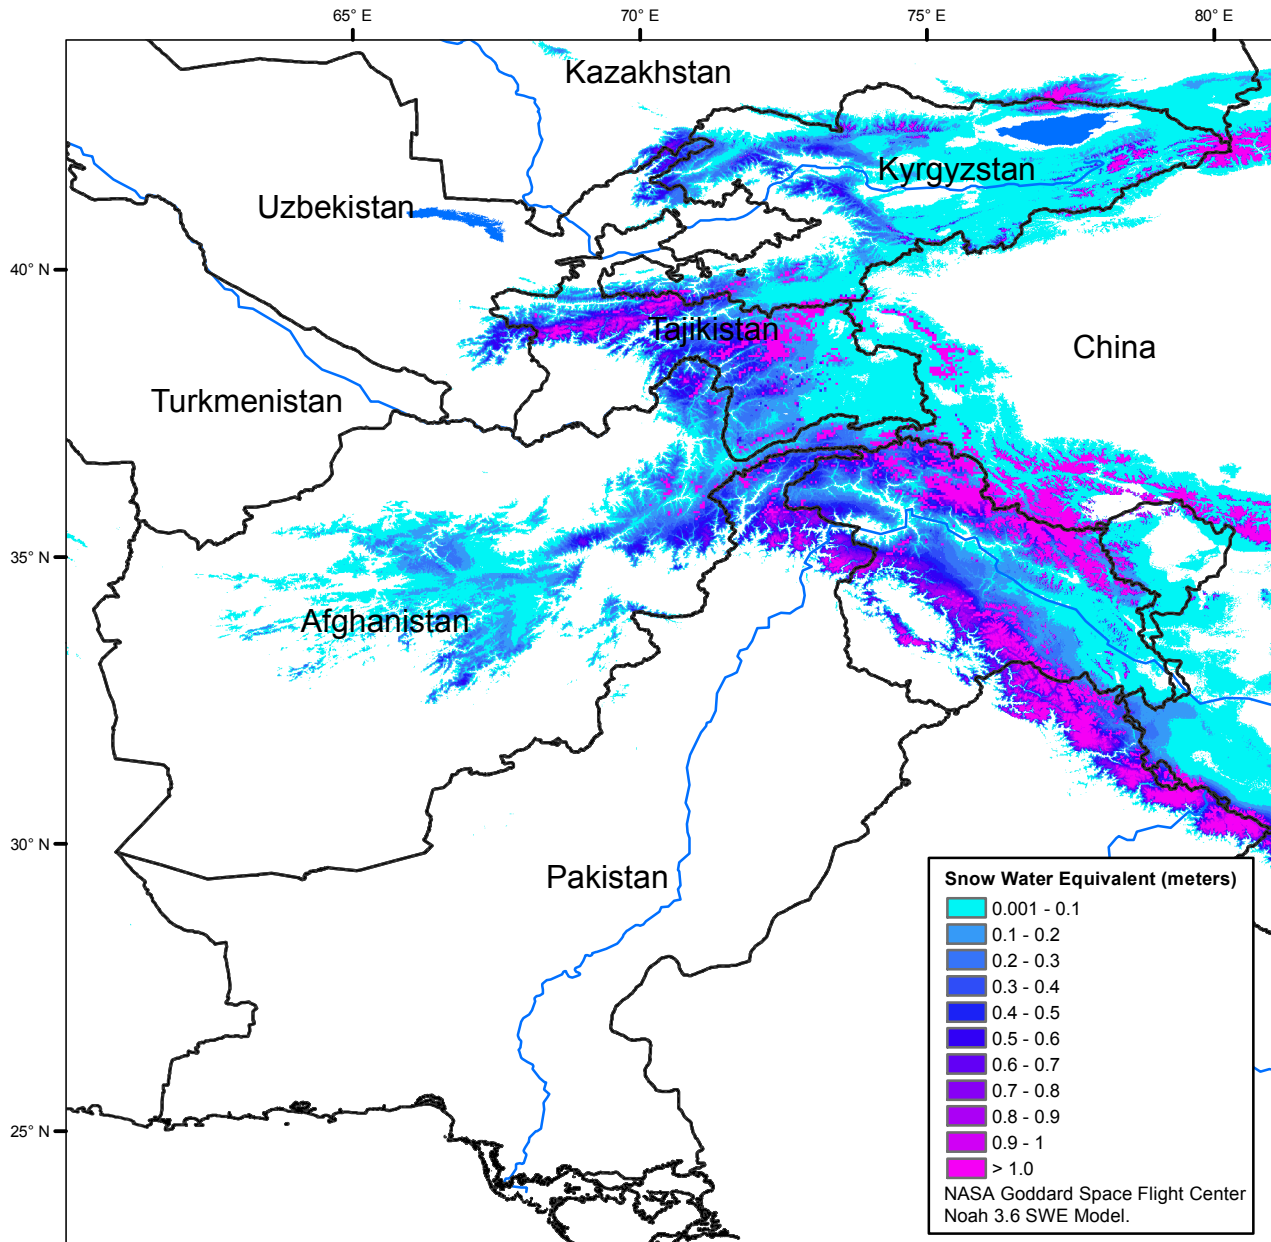 65° E
70° E
75° E
80° E
Kazakhstan
Kyrgyzstan
Uzbekistan
40° N
Tajikistan
China
Turkmenistan
35° N
Afghanistan
30° N
Pakistan
25° N
Snow Water Equivalent (meters)
0.001 - 0.1
0.1 - 0.2
0.2 - 0.3
0.3 - 0.4
0.4 - 0.5
0.5 - 0.6
0.6 - 0.7
0.7 - 0.8
0.8 - 0.9
0.9 - 1
> 1.0
NASA Goddard Space Flight Center
Noah 3.6 SWE Model.